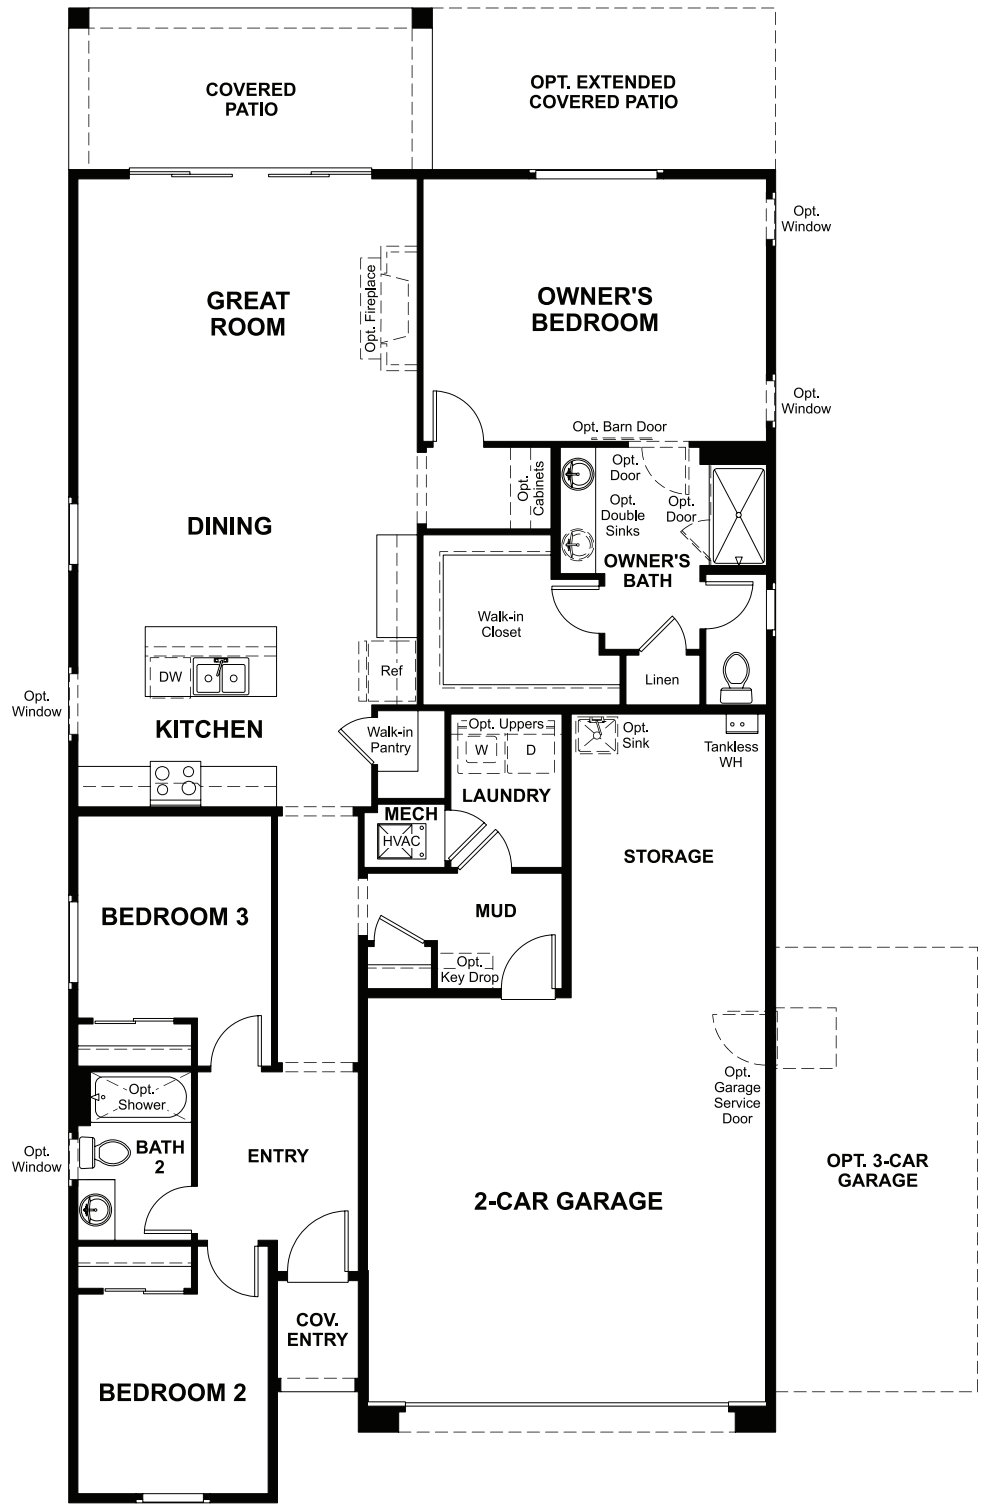 COVERED
PATIO
OPT. EXTENDED
COVERED PATIO
Opt.
Window
GREAT
ROOM
Opt. Fireplace
OWNER'S
BEDROOM
Opt.
Window
Opt. Barn Door
Opt.
Door
Opt.
Cabinets
Opt.
Double
Sinks
Opt.
Door
DINING
OWNER'S
BATH
Walk-in
Closet
DW
Ref
Linen
Opt.
Window
KITCHEN
Walk-in
Pantry
Opt. Uppers
W
D
Opt.
Sink
Tankless
WH
LAUNDRY
MECH
HVAC
STORAGE
BEDROOM 3
MUD
Opt.
Key Drop
Opt.
Garage
Service
Door
Opt.
Shower
Opt.
Window
BATH
2
ENTRY
2-CAR GARAGE
OPT. 3-CAR
GARAGE
COV.
ENTRY
BEDROOM 2